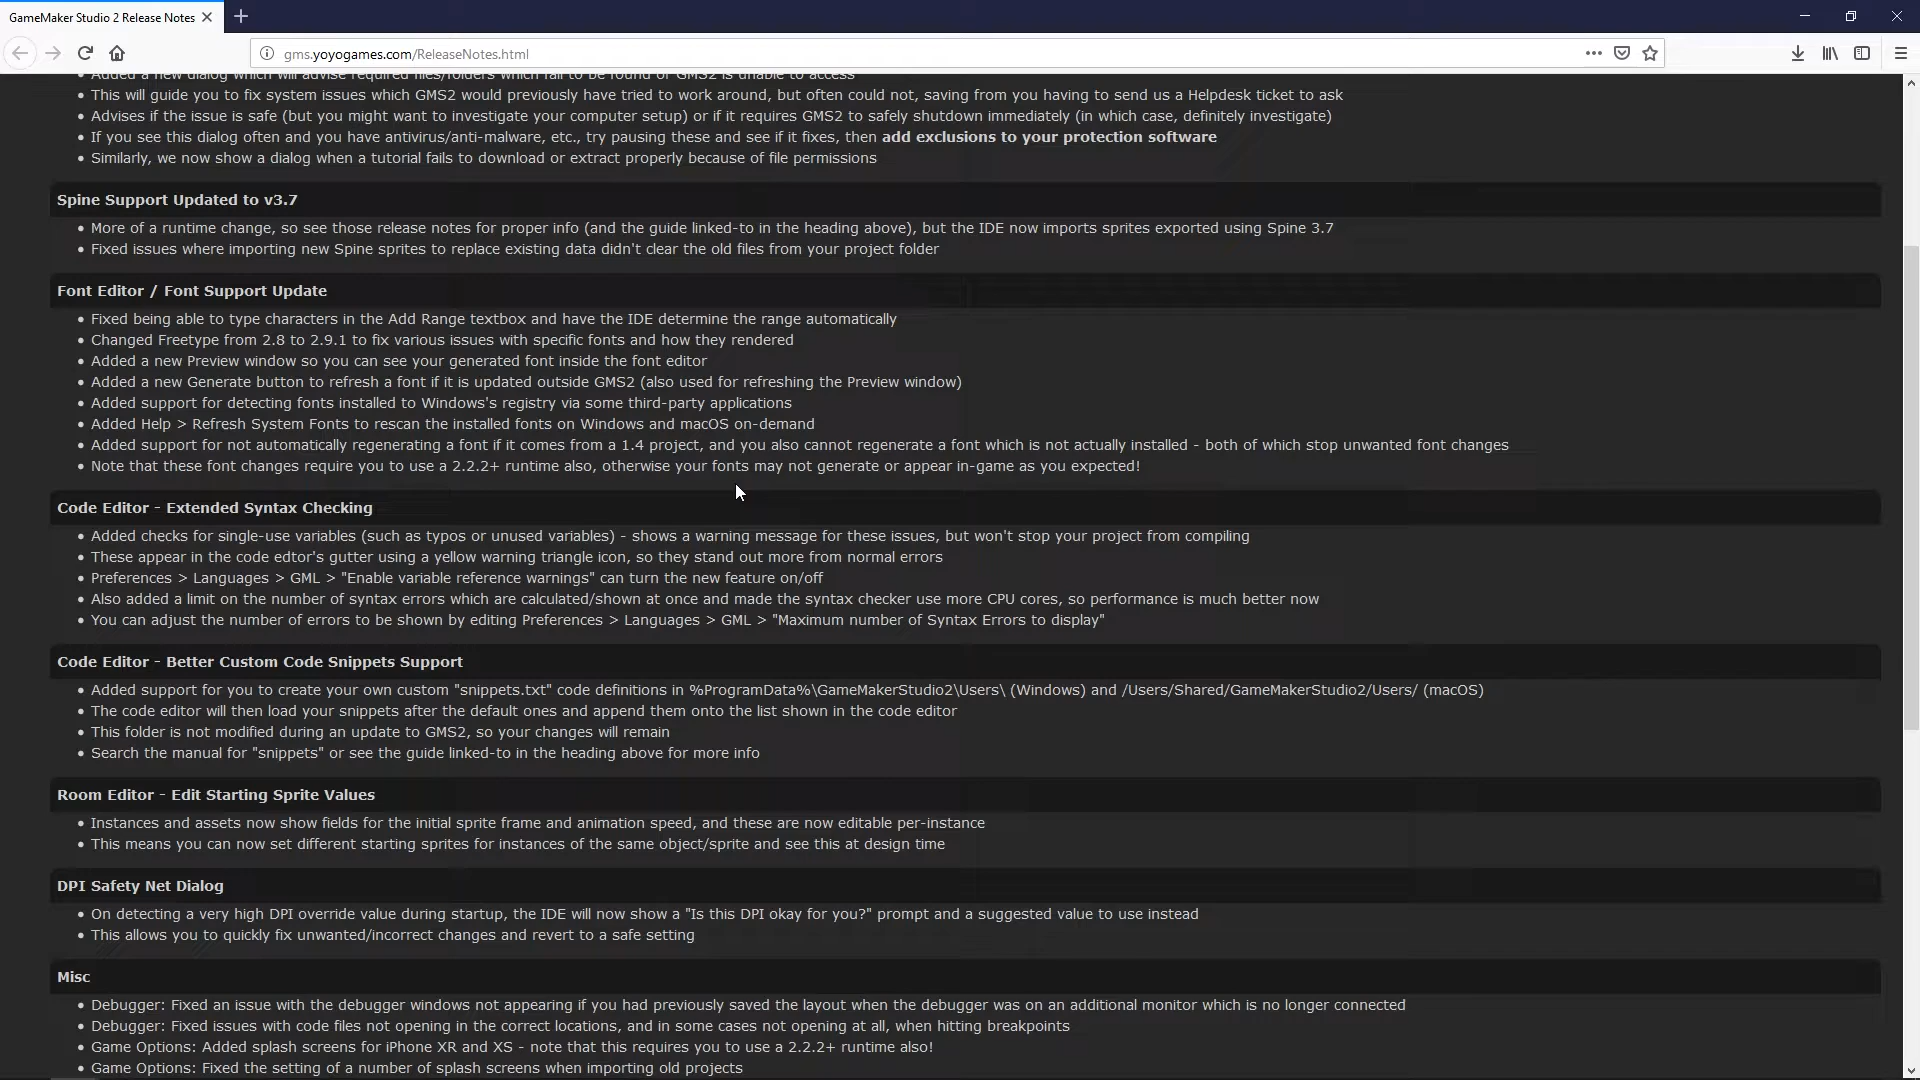 GameMaker Studio 2 Release Notes
gms.yoyogames.com/ReleaseNotes.html
Added a new dialog which will advise required files/folders which fail to be found or GMS2 is unable to access
This will guide you to fix system issues which GMS2 would previously have tried to work around, but often could not, saving from you having to send us a Helpdesk ticket to ask
Advises if the issue is safe (but you might want to investigate your computer setup) or if it requires GMS2 to safely shutdown immediately (in which case, definitely investigate)
If you see this dialog often and you have antivirus/anti-malware, etc., try pausing these and see if it fixes, then add exclusions to your protection software
Similarly, we now show a dialog when a tutorial fails to download or extract properly because of file permissions
Spine Support Updated to v3.7
More of a runtime change, so see those release notes for proper info (and the guide linked-to in the heading above), but the IDE now imports sprites exported using Spine 3.7
Fixed issues where importing new Spine sprites to replace existing data didn't clear the old files from your project folder
Font Editor / Font Support Update
Fixed being able to type characters in the Add Range textbox and have the IDE determine the range automatically
Changed Freetype from 2.8 to 2.9.1 to fix various issues with specific fonts and how they rendered
Added a new Preview window so you can see your generated font inside the font editor
Added a new Generate button to refresh a font if it is updated outside GMS2 (also used for refreshing the Preview window)
Added support for detecting fonts installed to Windows's registry via some third-party applications
Added Help > Refresh System Fonts to rescan the installed fonts on Windows and macOS on-demand
Added support for not automatically regenerating a font if it comes from a 1.4 project, and you also cannot regenerate a font which is not actually installed - both of which stop unwanted font changes
Note that these font changes require you to use a 2.2.2+ runtime also, otherwise your fonts may not generate or appear in-game as you expected!
Code Editor - Extended Syntax Checking
Added checks for single-use variables (such as typos or unused variables) - shows a warning message for these issues, but won't stop your project from compiling
These appear in the code edtor's gutter using a yellow warning triangle icon, so they stand out more from normal errors
Preferences > Languages > GML > "Enable variable reference warnings" can turn the new feature on/off
Also added a limit on the number of syntax errors which are calculated/shown at once and made the syntax checker use more CPU cores, so performance is much better now
You can adjust the number of errors to be shown by editing Preferences > Languages > GML > "Maximum number of Syntax Errors to display"
Code Editor - Better Custom Code Snippets Support
Added support for you to create your own custom "snippets.txt" code definitions in %ProgramData%\GameMakerStudio2\Users\ (Windows) and /Users/Shared/GameMakerStudio2/Users/ (macOS)
The code editor will then load your snippets after the default ones and append them onto the list shown in the code editor
This folder is not modified during an update to GMS2, so your changes will remain
Search the manual for "snippets" or see the guide linked-to in the heading above for more info
Room Editor - Edit Starting Sprite Values
Instances and assets now show fields for the initial sprite frame and animation speed, and these are now editable per-instance
This means you can now set different starting sprites for instances of the same object/sprite and see this at design time
DPI Safety Net Dialog
On detecting a very high DPI override value during startup, the IDE will now show a "Is this DPI okay for you?" prompt and a suggested value to use instead
This allows you to quickly fix unwanted/incorrect changes and revert to a safe setting
Misc
Debugger: Fixed an issue with the debugger windows not appearing if you had previously saved the layout when the debugger was on an additional monitor which is no longer connected
Debugger: Fixed issues with code files not opening in the correct locations, and in some cases not opening at all, when hitting breakpoints
Game Options: Added splash screens for iPhone XR and XS - note that this requires you to use a 2.2.2+ runtime also!
Game Options: Fixed the setting of a number of splash screens when importing old projects